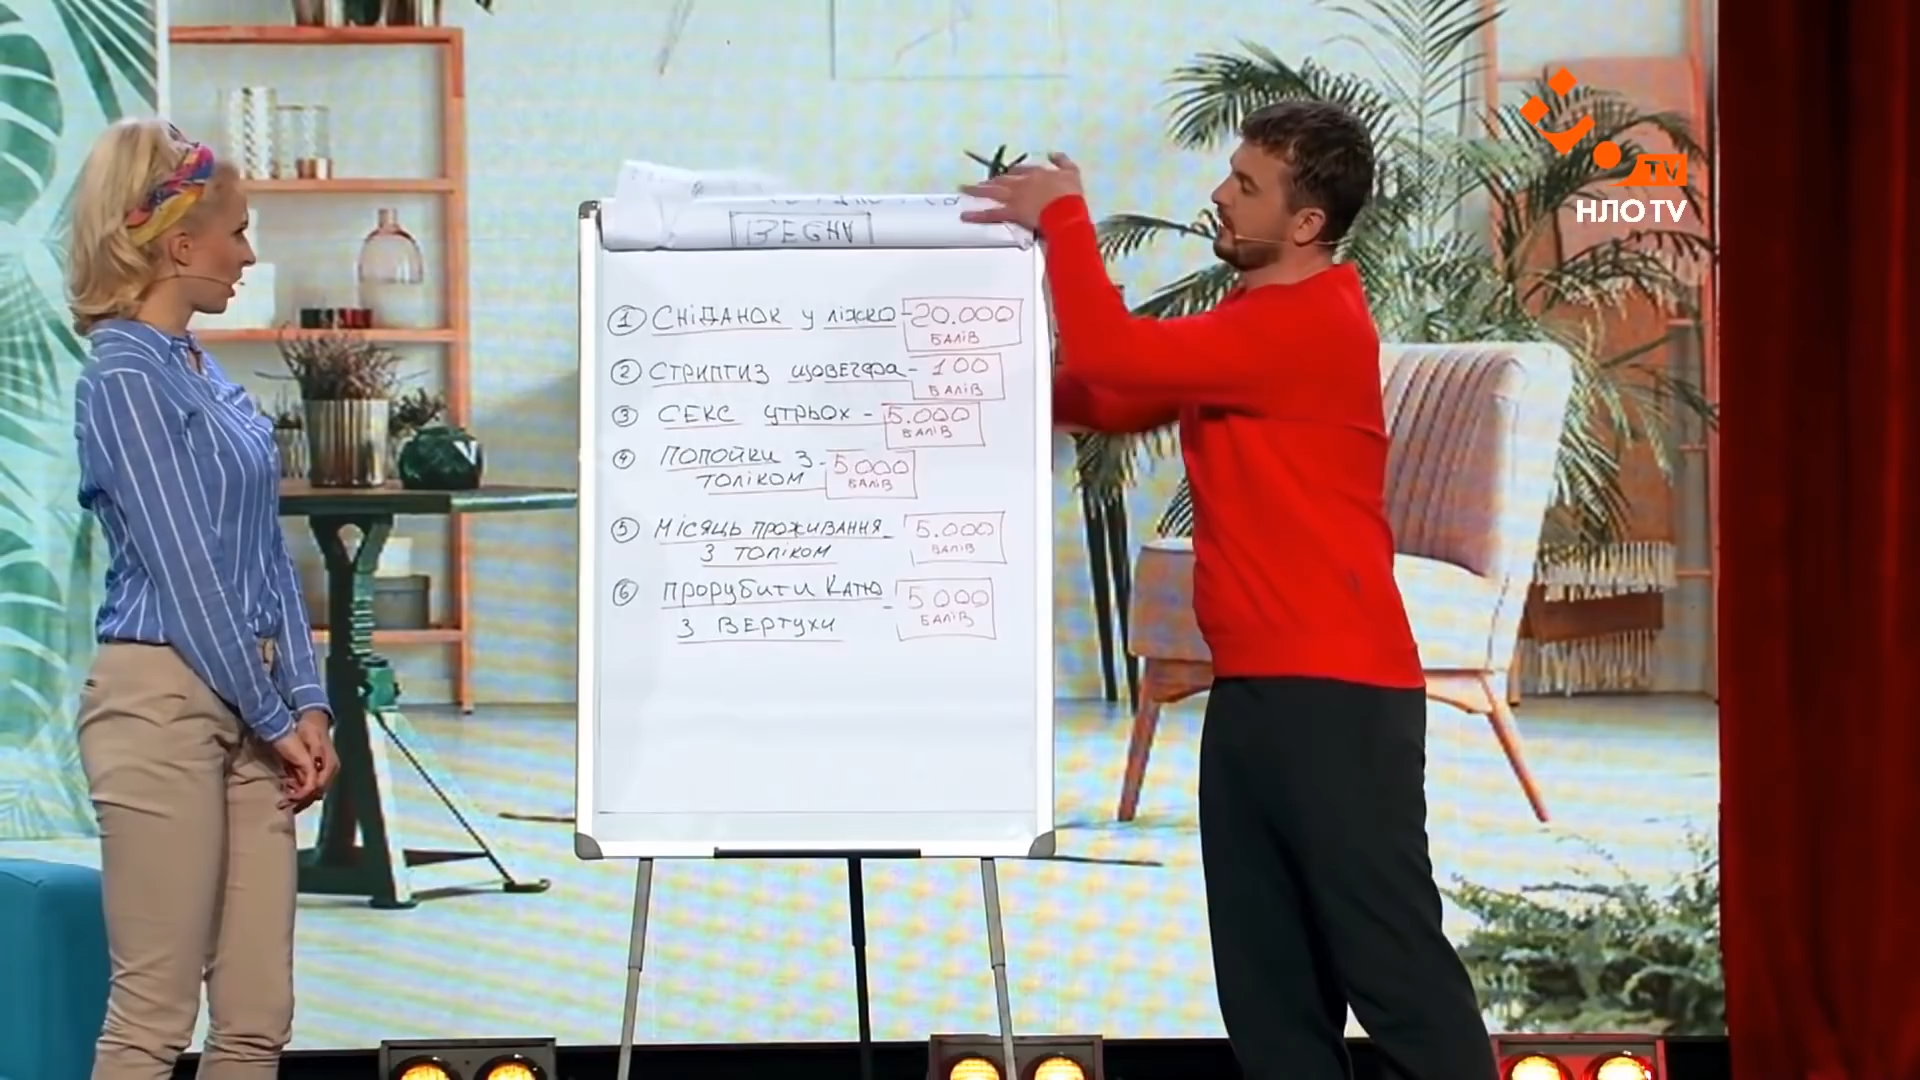 TV
НЛО TV
① СНІДАНОК У ЛІЖКО - 20.000
БАЛІВ
② СТРИПТИЗ ЩОВЕЧОРА - 100
БАЛІВ
③ СЕКС УТРЬОХ - 5.000
БАЛІВ
④ ПОПОЙКИ З - 5.000
ТОЛІКОМ БАЛІВ
⑤ МІСЯЦЬ ПРОЖИВАННЯ - 5.000
З ТОЛІКОМ БАЛІВ
⑥ ПРОРУБИТИ КАТЮ - 5.000
З ВЕРТУХИ БАЛІВ